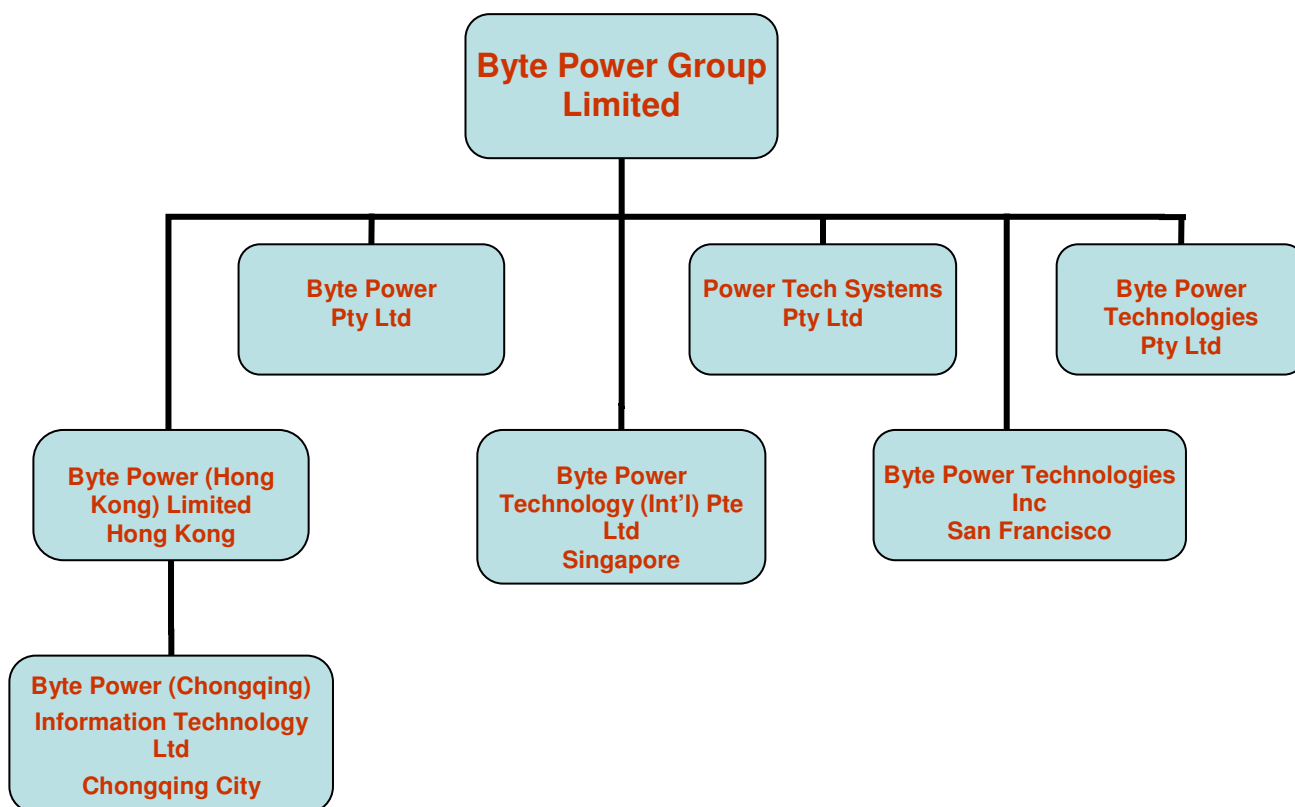 Byte Power Group
Limited
Byte Power
Pty Ltd
Power Tech Systems
Pty Ltd
Byte Power
Technologies
Pty Ltd
Byte Power (Hong
Kong) Limited
Hong Kong
Byte Power
Technology (Int’l) Pte
Ltd
Singapore
Byte Power Technologies
Inc
San Francisco
Byte Power (Chongqing)
Information Technology
Ltd
Chongqing City